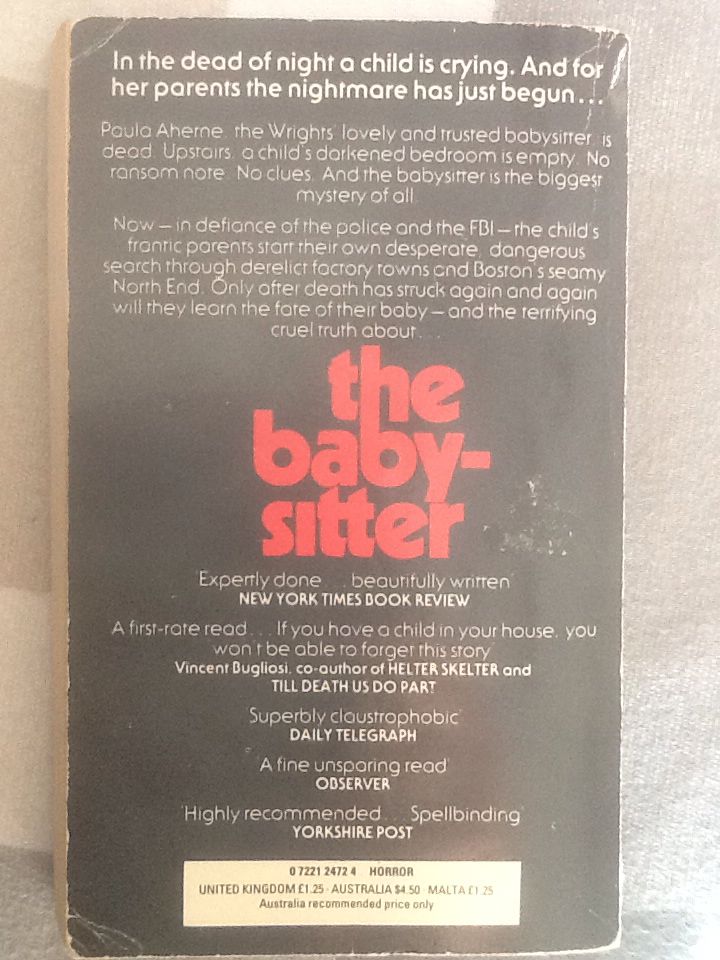 In the dead of night a child is crying. And for
her parents the nightmare has just begun...
Paula Aherne, the Wrights' lovely and trusted babysitter, is
dead. Upstairs, a child's darkened bedroom is empty. No
ransom note. No clues. And the babysitter is the biggest
mystery of all.
Now – in defiance of the police and the FBI – the child's
frantic parents start their own desperate, dangerous
search through derelict factory towns and Boston's seamy
North End. Only after death has struck again and again
will they learn the fate of their baby – and the terrifying
cruel truth about...
the
baby-
sitter
'Expertly done... beautifully written'
NEW YORK TIMES BOOK REVIEW
'A first-rate read... If you have a child in your house, you
won't be able to forget this story'
Vincent Bugliosi, co-author of HELTER SKELTER and
TILL DEATH US DO PART
'Superbly claustrophobic'
DAILY TELEGRAPH
'A fine unsparing read'
OBSERVER
'Highly recommended... Spellbinding'
YORKSHIRE POST
0 7221 2472 4 HORROR
UNITED KINGDOM £1.25 · AUSTRALIA $4.50 · MALTA £1.25
Australia recommended price only